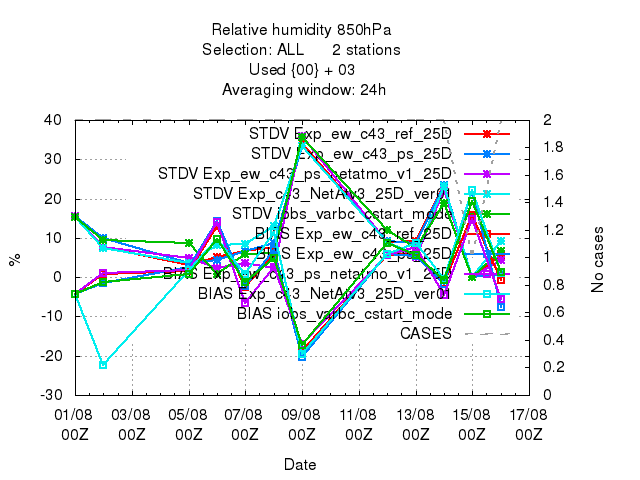 Relative humidity 850hPa
Selection: ALL 2 stations
Used {00} + 03
Averaging window: 24h
40
30
20
10
0
-10
-20
-30
%
2
1.8
1.6
1.4
1.2
1
0.8
0.6
0.4
0.2
0
No cases
STDV Exp_ew_c43_ref_25D
STDV Exp_ew_c43_ps_25D
STDV Exp_ew_c43_ps_netatmo_v1_25D
STDV Exp_c43_NetAtv3_25D_ver01
STDV iobs_varbc_cstart_mode
BIAS Exp_ew_c43_ref_25D
BIAS Exp_ew_c43_ps_25D
BIAS Exp_ew_c43_ps_netatmo_v1_25D
BIAS Exp_c43_NetAtv3_25D_ver01
BIAS iobs_varbc_cstart_mode
CASES
01/08 03/08 05/08 07/08 09/08 11/08 13/08 15/08 17/08
00Z 00Z 00Z 00Z 00Z 00Z 00Z 00Z 00Z
Date